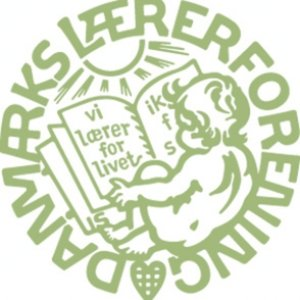 DANMARKS LÆRERFORENING
vi
lærer
for
livet
ik
f
s